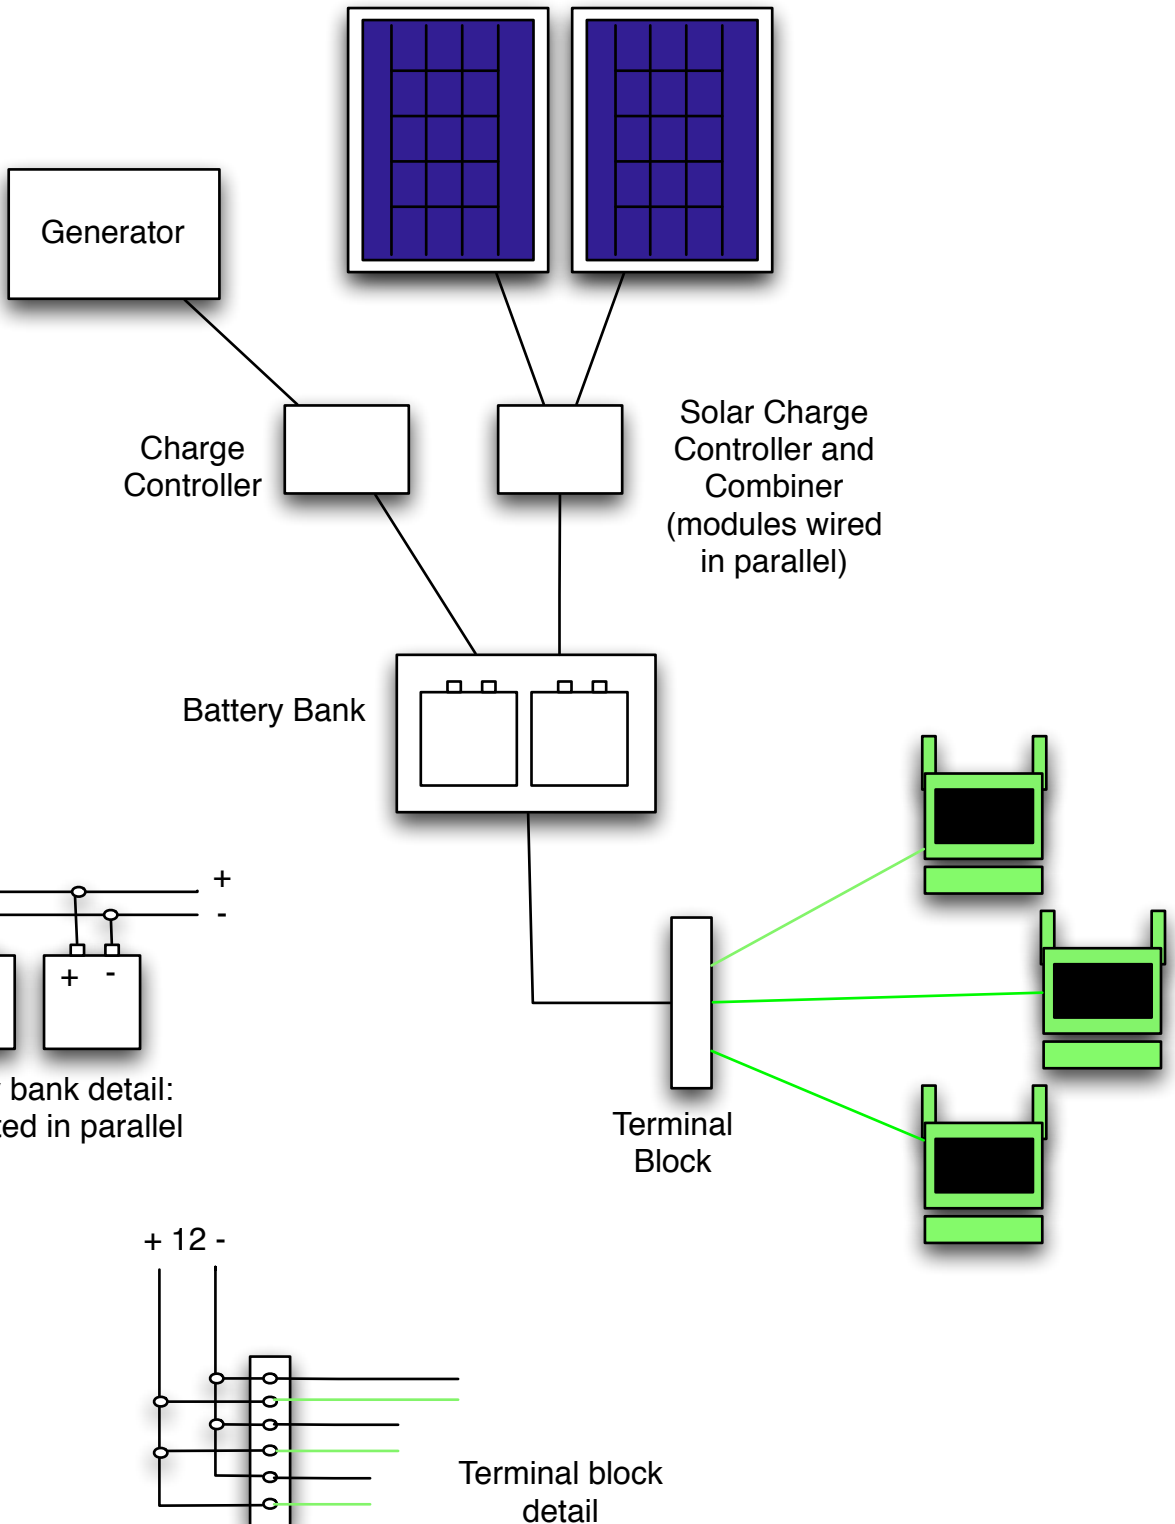 Generator
Charge
Controller
Solar Charge
Controller and
Combiner
(modules wired
in parallel)
Battery Bank
+
-
+ -
bank detail:
in parallel
Terminal
Block
+ 12 -
Terminal block
detail